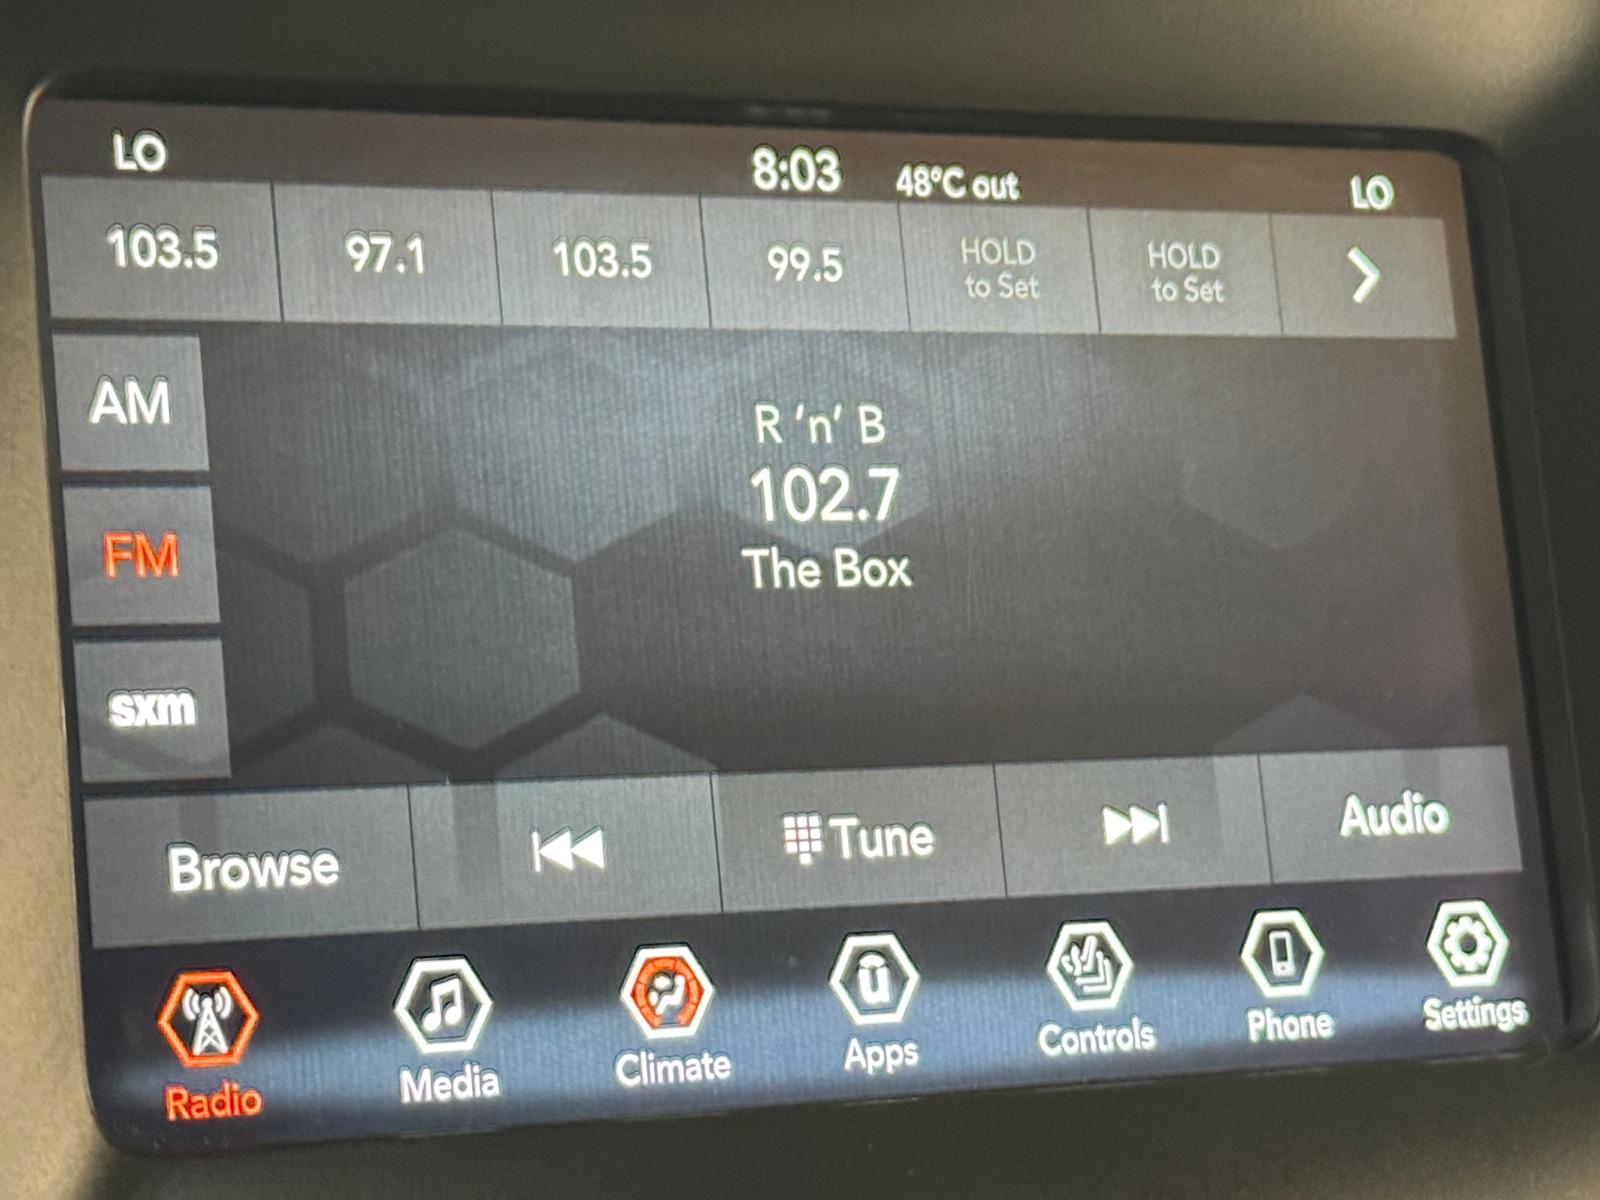 LO 8:03 48°C out LO
103.5 97.1 103.5 99.5 HOLD to Set HOLD to Set
AM
R 'n' B
102.7
FM
The Box
sxm
Browse Tune Audio
Radio Media Climate Apps Controls Phone Settings